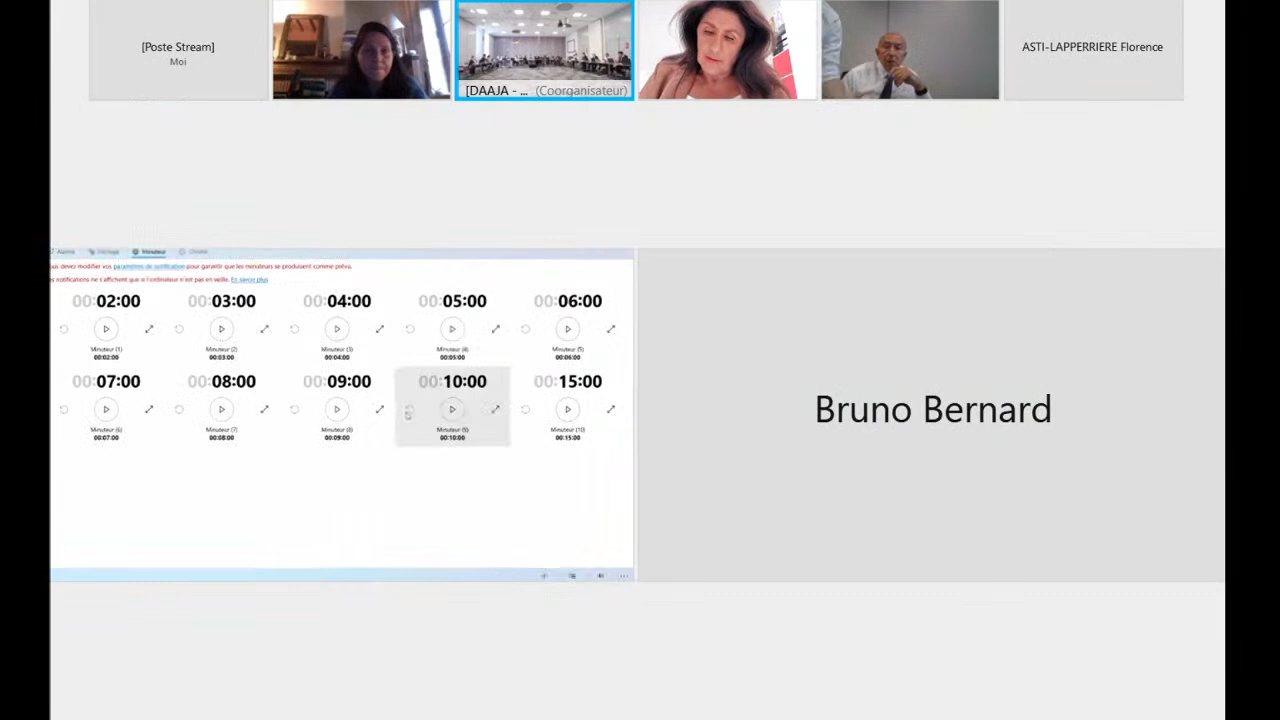 [Poste Stream]
Moi
[DAAJA - ... (Coorganisateur)
ASTI-LAPPERRIERE Florence
Alarme Minuteur
devez modifier vos paramètres de notification pour garantir que les minuteurs se produisent comme prévu.
notifications ne s'affichent que si l'ordinateur n'est pas en veille. En savoir plus
00:02:00 00:03:00 00:04:00 00:05:00 00:06:00
Minuteur (1) Minuteur (2) Minuteur (3) Minuteur (4) Minuteur (5)
00:02:00 00:03:00 00:04:00 00:05:00 00:06:00
00:07:00 00:08:00 00:09:00 00:10:00 00:15:00
Minuteur (6) Minuteur (7) Minuteur (8) Minuteur (9) Minuteur (10)
00:07:00 00:08:00 00:09:00 00:10:00 00:15:00
Bruno Bernard